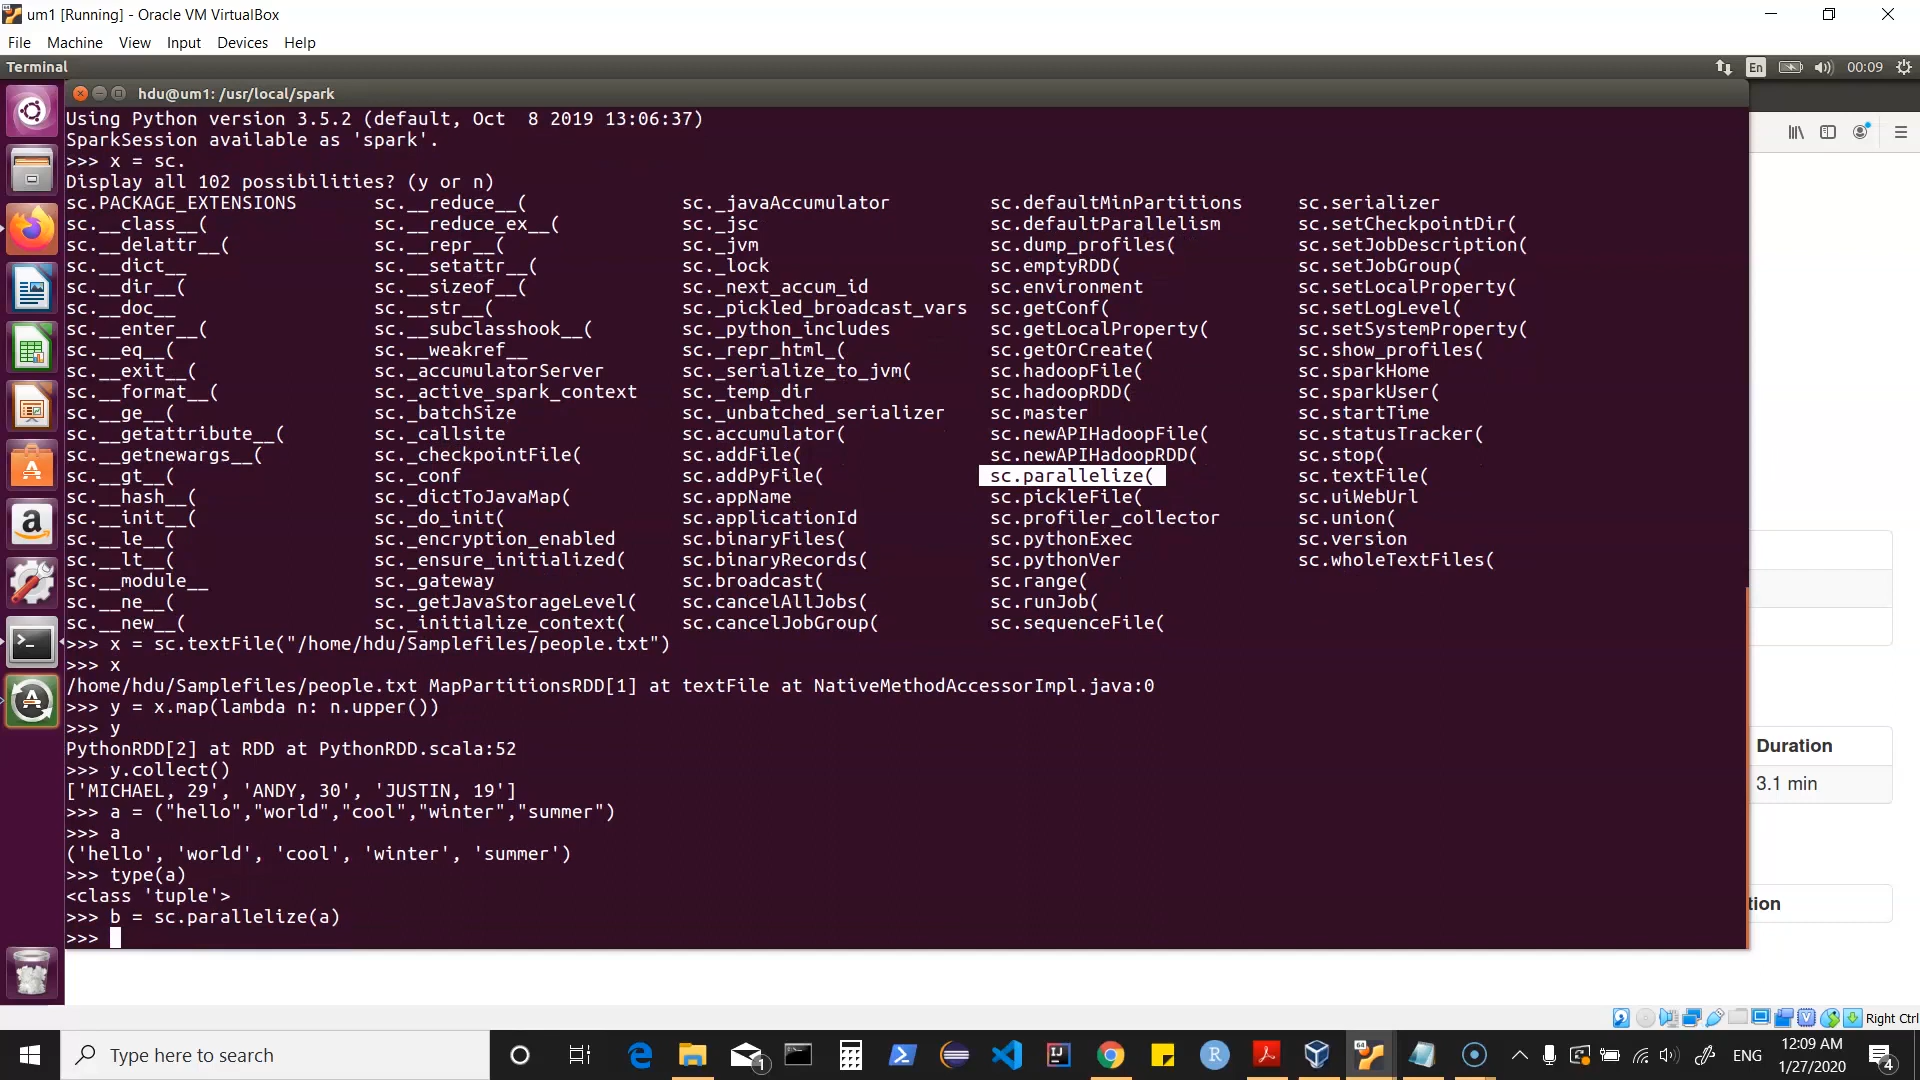 um1 [Running] - Oracle VM VirtualBox
File Machine View Input Devices Help
Terminal En 00:09
hdu@um1: /usr/local/spark
Using Python version 3.5.2 (default, Oct  8 2019 13:06:37)
SparkSession available as 'spark'.
>>> x = sc.
Display all 102 possibilities? (y or n)
sc.PACKAGE_EXTENSIONS sc.__reduce__( sc._javaAccumulator sc.defaultMinPartitions sc.serializer
sc.__class__( sc.__reduce_ex__( sc._jsc sc.defaultParallelism sc.setCheckpointDir(
sc.__delattr__( sc.__repr__( sc._jvm sc.dump_profiles( sc.setJobDescription(
sc.__dict__ sc.__setattr__( sc._lock sc.emptyRDD( sc.setJobGroup(
sc.__dir__( sc.__sizeof__( sc._next_accum_id sc.environment sc.setLocalProperty(
sc.__doc__ sc.__str__( sc._pickled_broadcast_vars sc.getConf( sc.setLogLevel(
sc.__enter__( sc.__subclasshook__( sc._python_includes sc.getLocalProperty( sc.setSystemProperty(
sc.__eq__( sc.__weakref__ sc._repr_html_( sc.getOrCreate( sc.show_profiles(
sc.__exit__( sc._accumulatorServer sc._serialize_to_jvm( sc.hadoopFile( sc.sparkHome
sc.__format__( sc._active_spark_context sc._temp_dir sc.hadoopRDD( sc.sparkUser(
sc.__ge__( sc._batchSize sc._unbatched_serializer sc.master sc.startTime
sc.__getattribute__( sc._callsite sc.accumulator( sc.newAPIHadoopFile( sc.statusTracker(
sc.__getnewargs__( sc._checkpointFile( sc.addFile( sc.newAPIHadoopRDD( sc.stop(
sc.__gt__( sc._conf sc.addPyFile( sc.parallelize( sc.textFile(
sc.__hash__( sc._dictToJavaMap( sc.appName sc.pickleFile( sc.uiWebUrl
sc.__init__( sc._do_init( sc.applicationId sc.profiler_collector sc.union(
sc.__le__( sc._encryption_enabled sc.binaryFiles( sc.pythonExec sc.version
sc.__lt__( sc._ensure_initialized( sc.binaryRecords( sc.pythonVer sc.wholeTextFiles(
sc.__module__ sc._gateway sc.broadcast( sc.range(
sc.__ne__( sc._getJavaStorageLevel( sc.cancelAllJobs( sc.runJob(
sc.__new__( sc._initialize_context( sc.cancelJobGroup( sc.sequenceFile(
>>> x = sc.textFile("/home/hdu/Samplefiles/people.txt")
>>> x
/home/hdu/Samplefiles/people.txt MapPartitionsRDD[1] at textFile at NativeMethodAccessorImpl.java:0
>>> y = x.map(lambda n: n.upper())
>>> y
PythonRDD[2] at RDD at PythonRDD.scala:52
>>> y.collect()
['MICHAEL, 29', 'ANDY, 30', 'JUSTIN, 19']
>>> a = ("hello","world","cool","winter","summer")
>>> a
('hello', 'world', 'cool', 'winter', 'summer')
>>> type(a)
<class 'tuple'>
>>> b = sc.parallelize(a)
>>>
Duration
3.1 min
tion
Right Ctrl
Type here to search
1
ENG
12:09 AM
1/27/2020
4